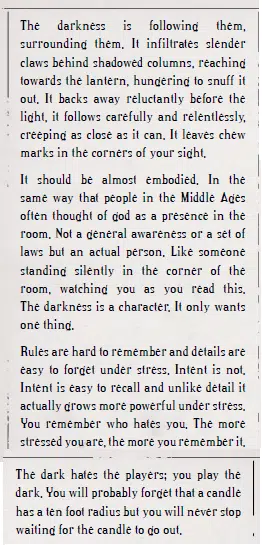 The darkness is following them,
surrounding them. It infiltrates slender
claws behind shadowed columns, reaching
towards the lantern, hungering to snuff it
out. It backs away reluctantly before the
light, it follows carefully and relentlessly,
creeping as close as it can. It leaves chew
marks in the corners of your sight.
It should be almost embodied. In the
same way that people in the Middle Ages
often thought of god as a presence in the
room. Not a general awareness or a set of
laws but an actual person. Like someone
standing silently in the corner of the
room, watching you as you read this.
The darkness is a character. It only wants
one thing.
Rules are hard to remember and details are
easy to forget under stress. Intent is not.
Intent is easy to recall and unlike detail it
actually grows more powerful under stress.
You remember who hates you. The more
stressed you are, the more you remember it.
The dark hates the players; you play the
dark. You will probably forget that a candle
has a ten foot radius but you will never stop
waiting for the candle to go out.